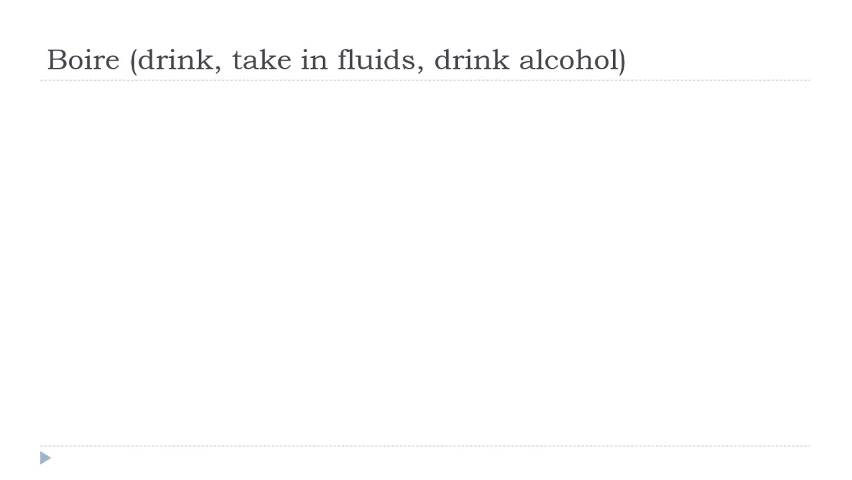 Boire (drink, take in fluids, drink alcohol)